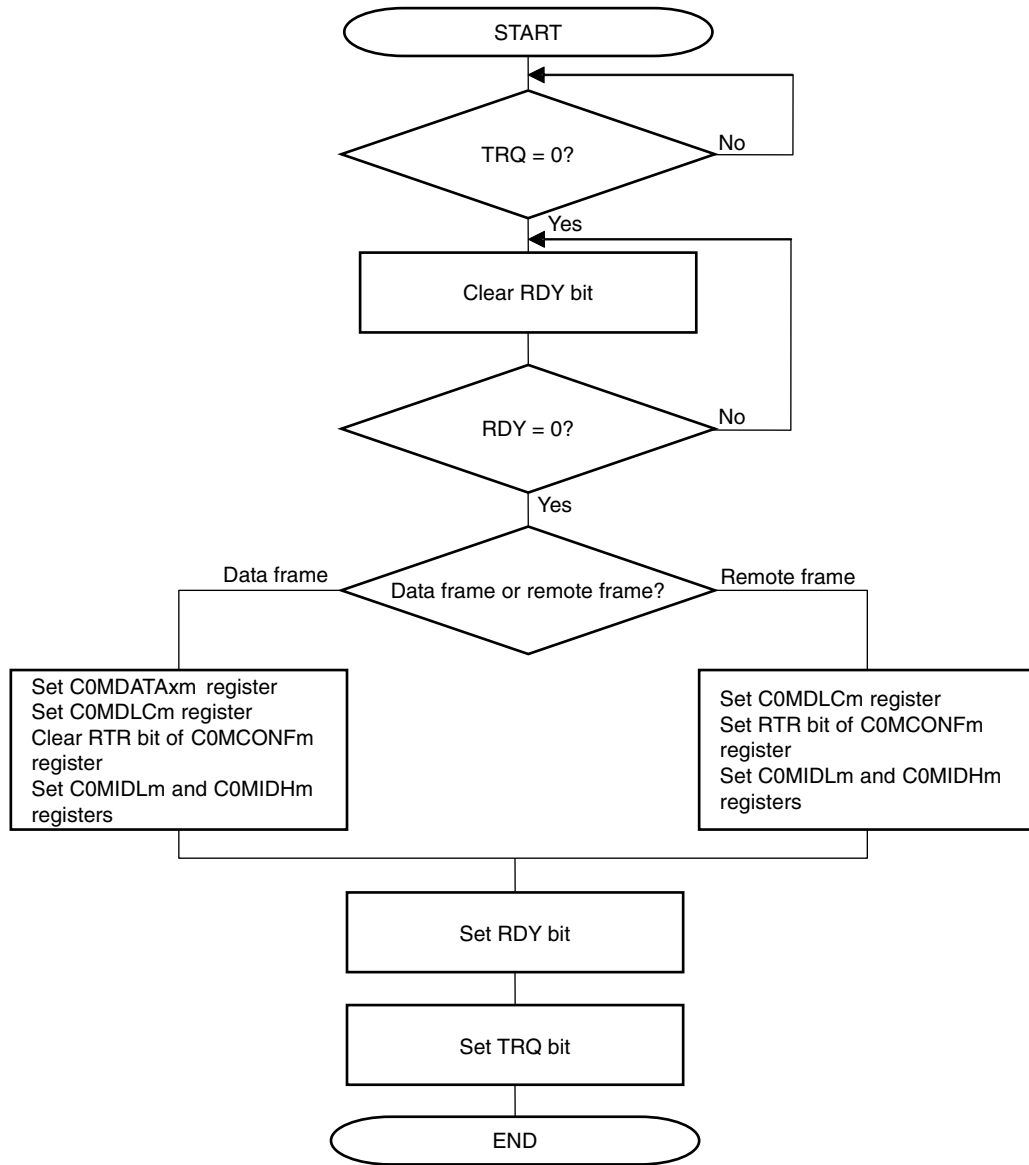 START
TRQ = 0?
No
Yes
Clear RDY bit
RDY = 0?
No
Yes
Data frame
Data frame or remote frame?
Remote frame
Set C0MDATAxm register
Set C0MDLCm register
Clear RTR bit of C0MCONFm
register
Set C0MIDLm and C0MIDHm
registers
Set C0MDLCm register
Set RTR bit of C0MCONFm
register
Set C0MIDLm and C0MIDHm
registers
Set RDY bit
Set TRQ bit
END